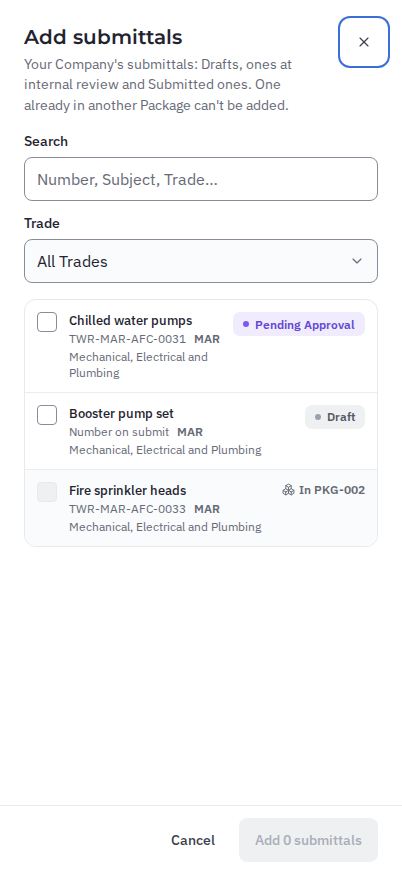 Add submittals
Your Company's submittals: Drafts, ones at
internal review and Submitted ones. One
already in another Package can't be added.
Search
Number, Subject, Trade...
Trade
All Trades
Chilled water pumps
Pending Approval
TWR-MAR-AFC-0031 MAR
Mechanical, Electrical and
Plumbing
Booster pump set
Draft
Number on submit MAR
Mechanical, Electrical and Plumbing
Fire sprinkler heads
In PKG-002
TWR-MAR-AFC-0033 MAR
Mechanical, Electrical and Plumbing
Cancel
Add 0 submittals